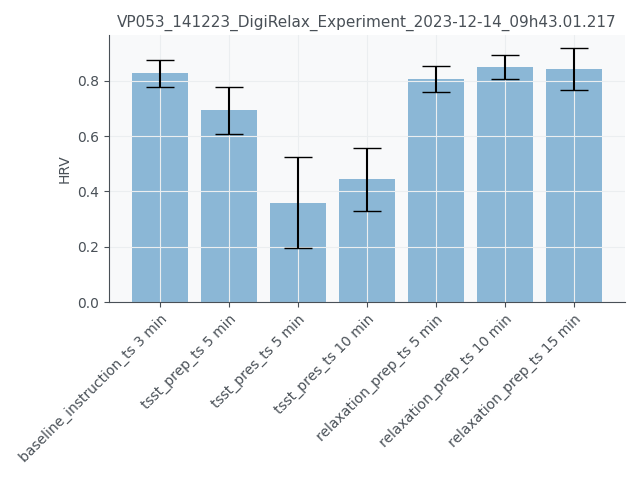 VP053_141223_DigiRelax_Experiment_2023-12-14_09h43.01.217
HRV
0.8
0.6
0.4
0.2
0.0
baseline_instruction_ts 3 min
tsst_prep_ts 5 min
tsst_pres_ts 5 min
tsst_pres_ts 10 min
relaxation_prep_ts 5 min
relaxation_prep_ts 10 min
relaxation_prep_ts 15 min